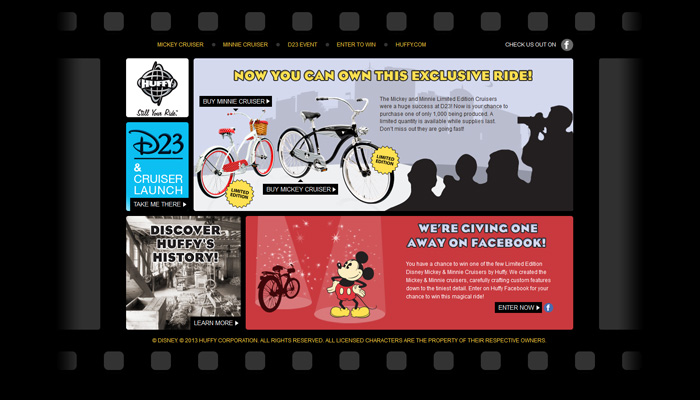 MICKEY CRUISER
MINNIE CRUISER
D23 EVENT
ENTER TO WIN
HUFFY.COM
CHECK US OUT ON f
HUFFY
Still Your Ride.
NOW YOU CAN OWN THIS EXCLUSIVE RIDE!
BUY MINNIE CRUISER
The Mickey and Minnie Limited Edition Cruisers
were a huge success at D23! Now is your chance to
purchase one of only 1,000 being produced. A
limited quantity is available while supplies last.
Don't miss out they are going fast!
LIMITED
EDITION
LIMITED
EDITION
BUY MICKEY CRUISER
D23
&
CRUISER
LAUNCH
TAKE ME THERE
DISCOVER
HUFFY'S
HISTORY!
LEARN MORE
WE'RE GIVING ONE
AWAY ON FACEBOOK!
You have a chance to win one of the few Limited Edition
Disney Mickey & Minnie Cruisers by Huffy. We created the
Mickey & Minnie cruisers, carefully crafting custom features
down to the tiniest detail. Enter on Huffy Facebook for your
chance to win this magical ride!
ENTER NOW f
© DISNEY © 2013 HUFFY CORPORATION. ALL RIGHTS RESERVED. ALL LICENSED CHARACTERS ARE THE PROPERTY OF THEIR RESPECTIVE OWNERS.